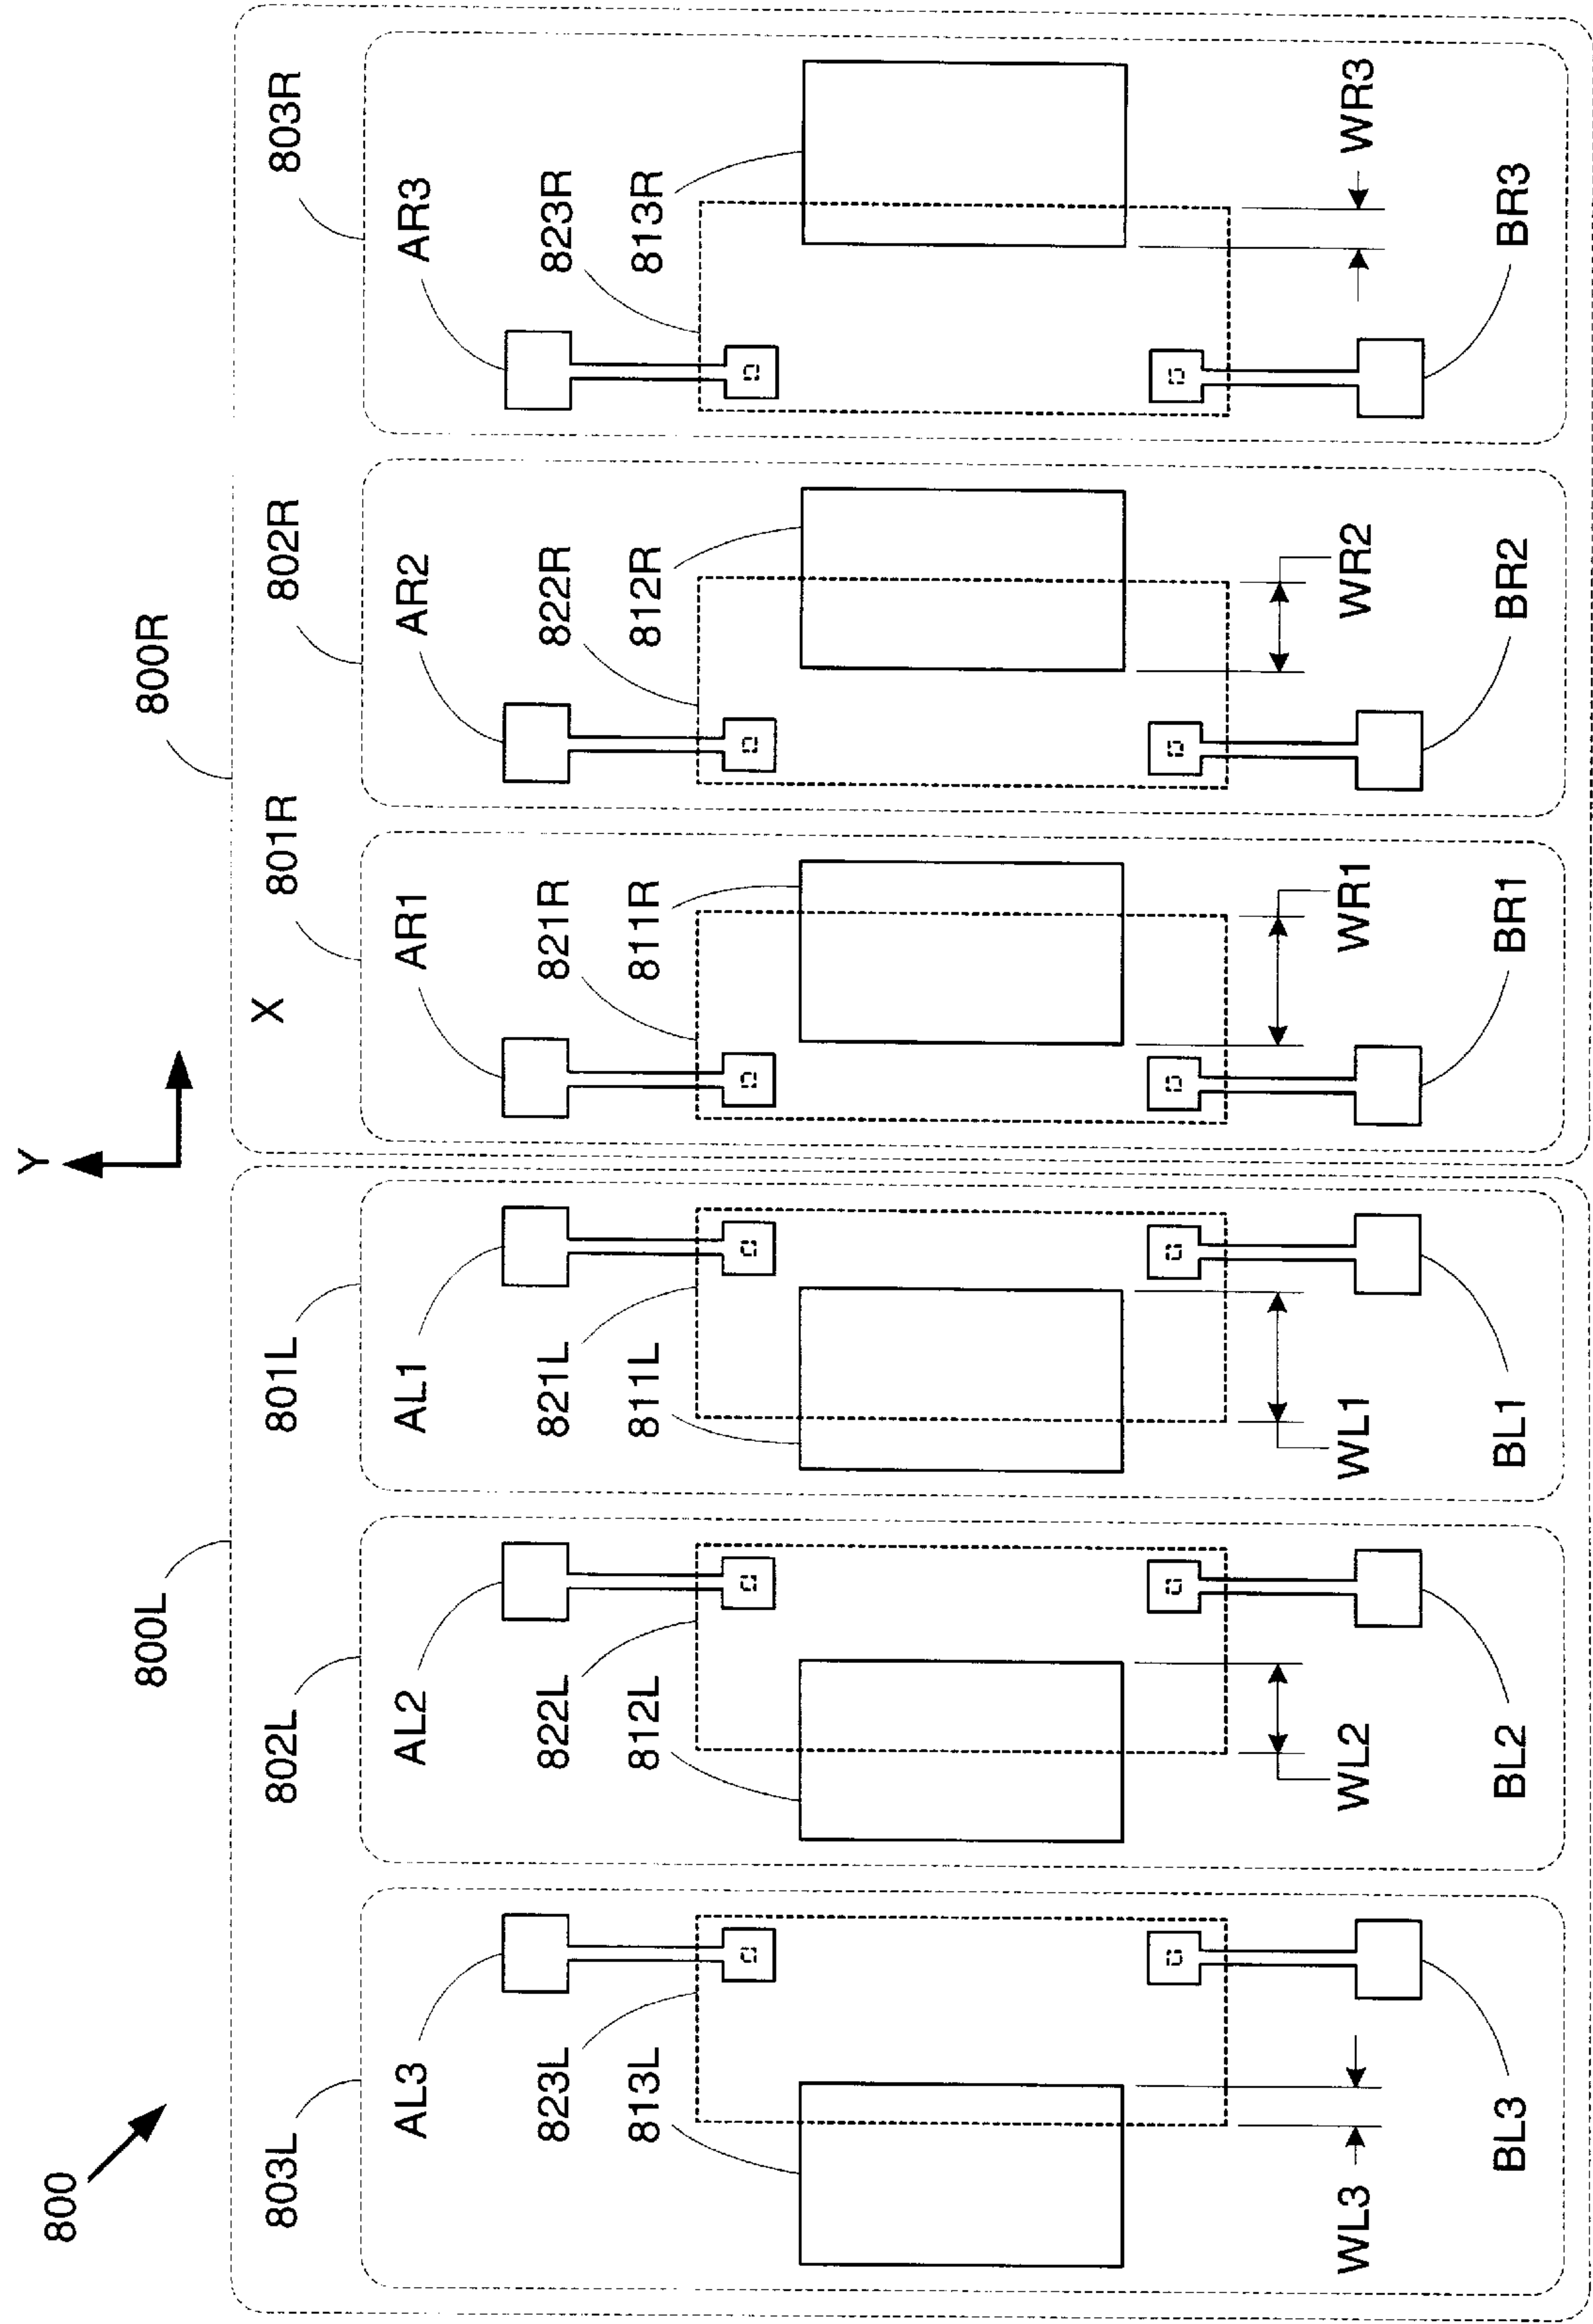 800
Y
X
800L
800R
803L
802L
801L
801R
802R
803R
AL3
AL2
AL1
AR1
AR2
AR3
823L
822L
821L
821R
822R
823R
813L
812L
811L
811R
812R
813R
WL3
WL2
WL1
WR1
WR2
WR3
BL3
BL2
BL1
BR1
BR2
BR3